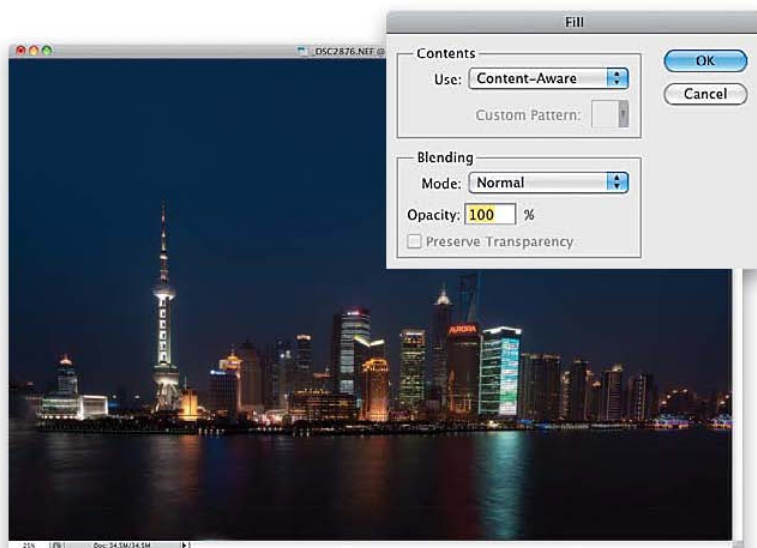 Fill
_DSC2876.NEF @
Contents
Use: Content-Aware
Custom Pattern:
OK
Cancel
Blending
Mode: Normal
Opacity: 100 %
Preserve Transparency
AURORA
25% Doc: 34.5M/34.5M